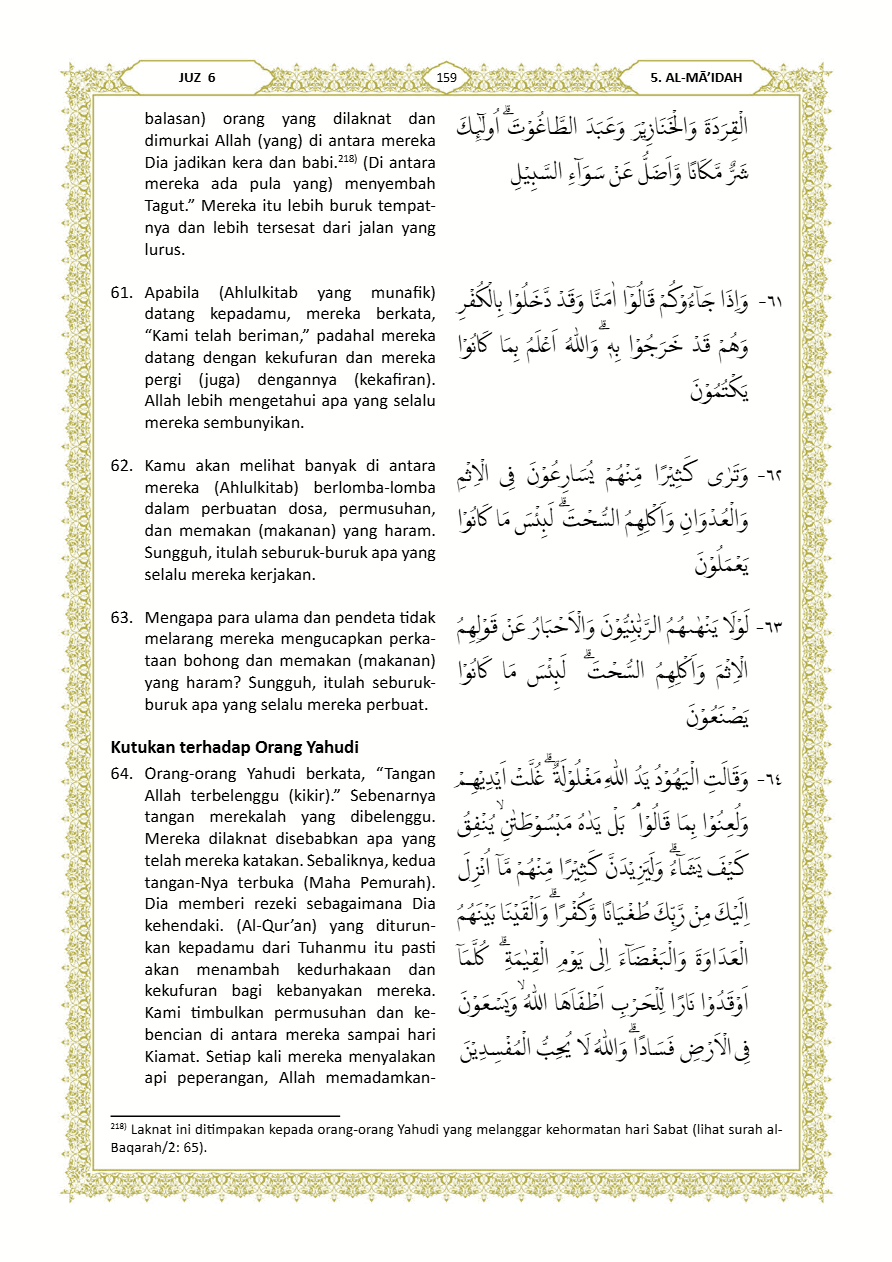 JUZ 6
159
5. AL-MĀ’IDAH
balasan) orang yang dilaknat dan
dimurkai Allah (yang) di antara mereka
Dia jadikan kera dan babi.218) (Di antara
mereka ada pula yang) menyembah
Tagut.” Mereka itu lebih buruk tempat-
nya dan lebih tersesat dari jalan yang
lurus.
الْقِرَدَةَ وَالْخَنَازِيْرَ وَعَبَدَ الطَّاغُوْتَۗ اُولٰۤىِٕكَ
شَرٌّ مَّكَانًا وَّاَضَلُّ عَنْ سَوَاۤءِ السَّبِيْلِ
61. Apabila (Ahlulkitab yang munafik)
datang kepadamu, mereka berkata,
“Kami telah beriman,” padahal mereka
datang dengan kekufuran dan mereka
pergi (juga) dengannya (kekafiran).
Allah lebih mengetahui apa yang selalu
mereka sembunyikan.
٦١- وَاِذَا جَاۤءُوْكُمْ قَالُوْٓا اٰمَنَّا وَقَدْ دَّخَلُوْا بِالْكُفْرِ
وَهُمْ قَدْ خَرَجُوْا بِهٖۗ وَاللّٰهُ اَعْلَمُ بِمَا كَانُوْا
يَكْتُمُوْنَ
62. Kamu akan melihat banyak di antara
mereka (Ahlulkitab) berlomba-lomba
dalam perbuatan dosa, permusuhan,
dan memakan (makanan) yang haram.
Sungguh, itulah seburuk-buruk apa yang
selalu mereka kerjakan.
٦٢- وَتَرٰى كَثِيْرًا مِّنْهُمْ يُسَارِعُوْنَ فِى الْاِثْمِ
وَالْعُدْوَانِ وَاَكْلِهِمُ السُّحْتَۗ لَبِئْسَ مَا كَانُوْا
يَعْمَلُوْنَ
63. Mengapa para ulama dan pendeta tidak
melarang mereka mengucapkan perka-
taan bohong dan memakan (makanan)
yang haram? Sungguh, itulah seburuk-
buruk apa yang selalu mereka perbuat.
٦٣- لَوْلَا يَنْهٰىهُمُ الرَّبّٰنِيُّوْنَ وَالْاَحْبَارُ عَنْ قَوْلِهِمُ
الْاِثْمَ وَاَكْلِهِمُ السُّحْتَۗ لَبِئْسَ مَا كَانُوْا
يَصْنَعُوْنَ
Kutukan terhadap Orang Yahudi
64. Orang-orang Yahudi berkata, “Tangan
Allah terbelenggu (kikir).” Sebenarnya
tangan merekalah yang dibelenggu.
Mereka dilaknat disebabkan apa yang
telah mereka katakan. Sebaliknya, kedua
tangan-Nya terbuka (Maha Pemurah).
Dia memberi rezeki sebagaimana Dia
kehendaki. (Al-Qur’an) yang diturun-
kan kepadamu dari Tuhanmu itu pasti
akan menambah kedurhakaan dan
kekufuran bagi kebanyakan mereka.
Kami timbulkan permusuhan dan ke-
bencian di antara mereka sampai hari
Kiamat. Setiap kali mereka menyalakan
api peperangan, Allah memadamkan-
٦٤- وَقَالَتِ الْيَهُوْدُ يَدُ اللّٰهِ مَغْلُوْلَةٌۗ غُلَّتْ اَيْدِيْهِمْ
وَلُعِنُوْا بِمَا قَالُوْاۘ بَلْ يَدٰهُ مَبْسُوْطَتٰنِۙ يُنْفِقُ
كَيْفَ يَشَاۤءُۗ وَلَيَزِيْدَنَّ كَثِيْرًا مِّنْهُمْ مَّآ اُنْزِلَ
اِلَيْكَ مِنْ رَّبِّكَ طُغْيَانًا وَّكُفْرًاۗ وَاَلْقَيْنَا بَيْنَهُمُ
الْعَدَاوَةَ وَالْبَغْضَاۤءَ اِلٰى يَوْمِ الْقِيٰمَةِۗ كُلَّمَآ
اَوْقَدُوْا نَارًا لِّلْحَرْبِ اَطْفَاَهَا اللّٰهُۙ وَيَسْعَوْنَ
فِى الْاَرْضِ فَسَادًاۗ وَاللّٰهُ لَا يُحِبُّ الْمُفْسِدِيْنَ
218) Laknat ini ditimpakan kepada orang-orang Yahudi yang melanggar kehormatan hari Sabat (lihat surah al-
Baqarah/2: 65).